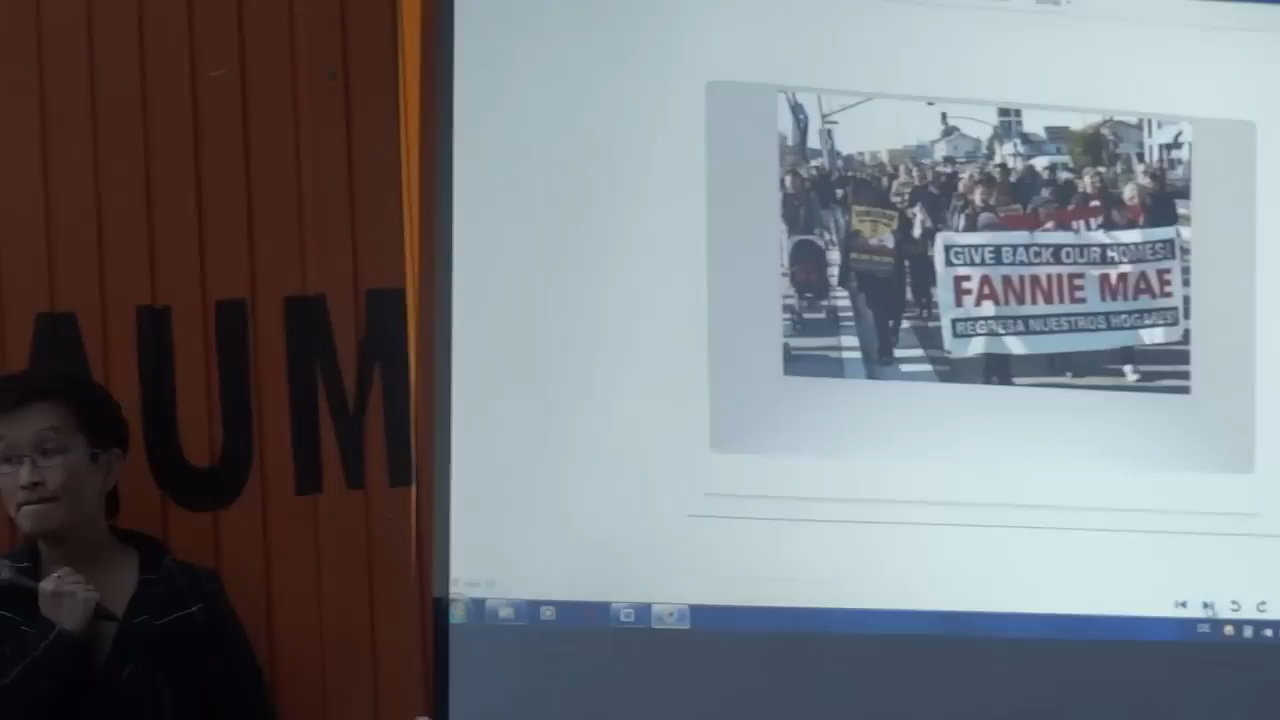 AUM
GIVE BACK OUR HOMES!
FANNIE MAE
REGRESA NUESTROS HOGARES!